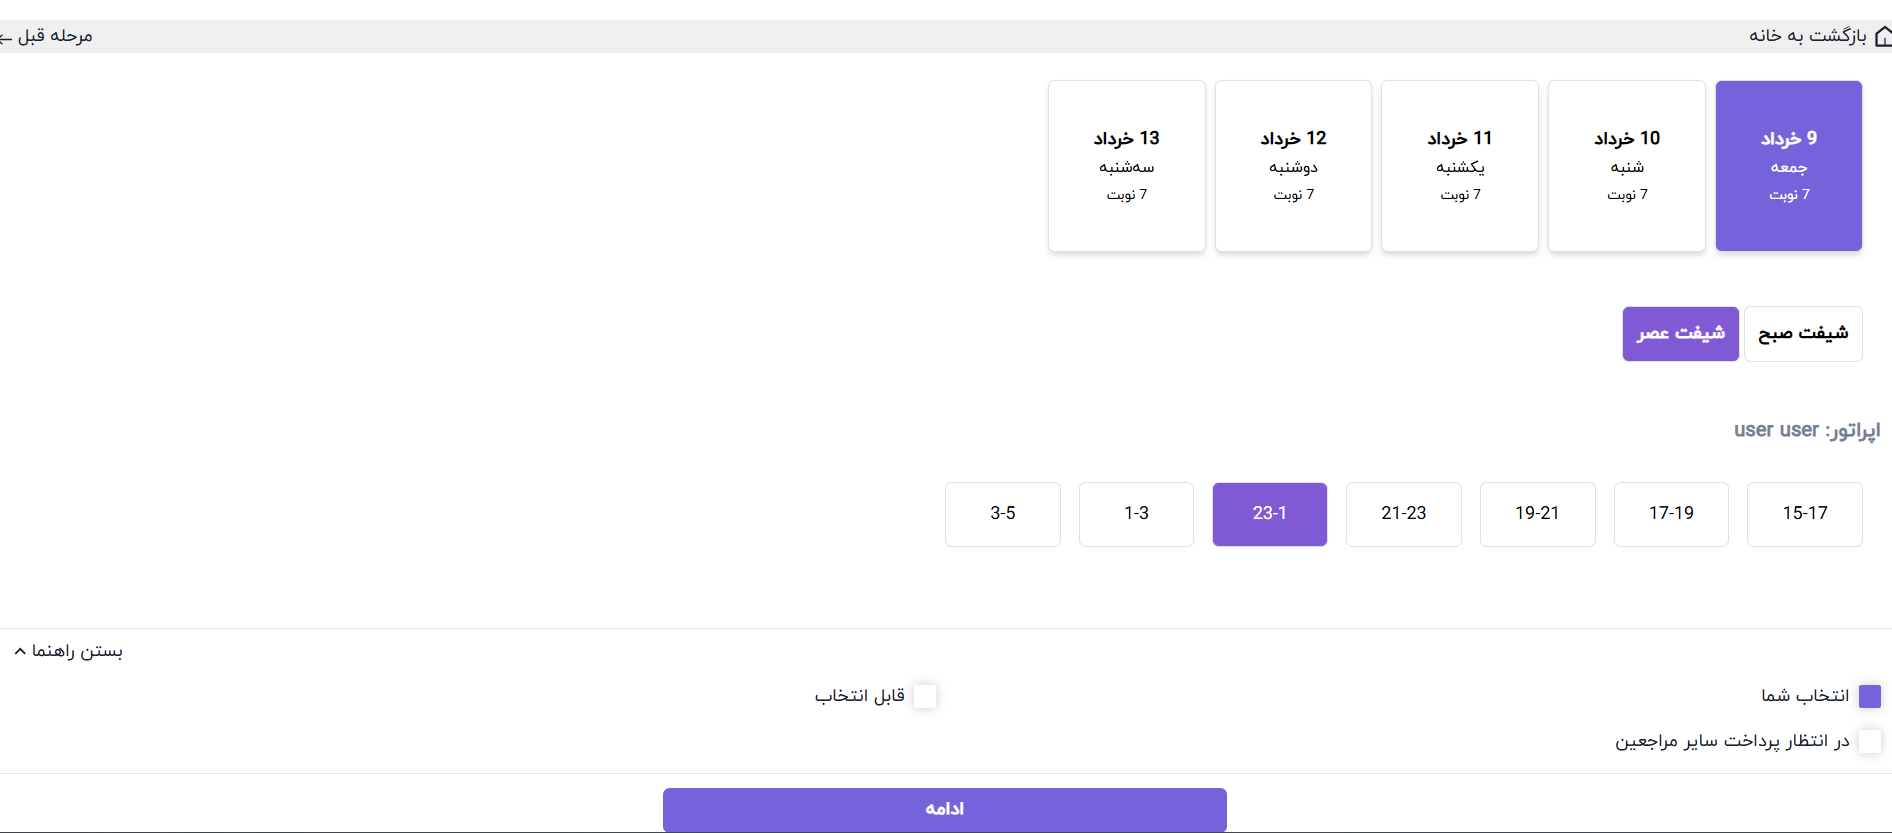 بازگشت به خانه
مرحله قبل
9 خرداد
جمعه
7 نوبت
10 خرداد
شنبه
7 نوبت
11 خرداد
یکشنبه
7 نوبت
12 خرداد
دوشنبه
7 نوبت
13 خرداد
سه‌شنبه
7 نوبت
شیفت صبح
شیفت عصر
اپراتور: user user
15-17
17-19
19-21
21-23
23-1
1-3
3-5
بستن راهنما
انتخاب شما
قابل انتخاب
در انتظار پرداخت سایر مراجعین
ادامه